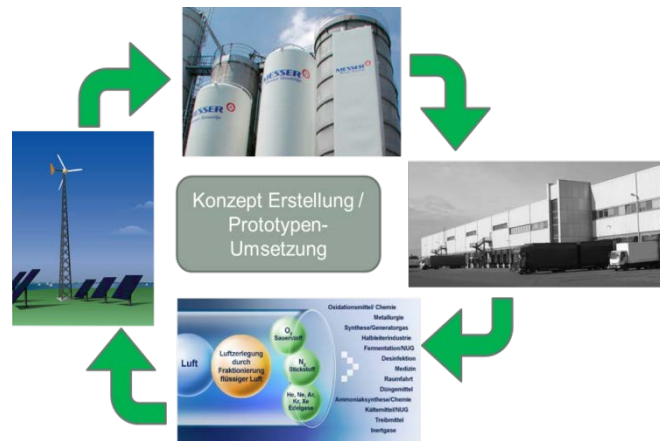 MESSER
MESSER
MESSER
Konzept Erstellung /
Prototypen-
Umsetzung
Luft
Luftzerlegung
durch
Fraktionierung
flüssiger Luft
O2
Sauerstoff
N2
Stickstoff
He, Ne, Ar,
Kr, Xe
Edelgase
Oxidationsmittel/ Chemie
Metallurgie
Synthese/Generatorgas
Halbleiterindustrie
Fermentation/NUG
Desinfektion
Medizin
Raumfahrt
Düngemittel
Ammoniaksynthese/Chemie
Kältemittel/NUG
Treibmittel
Inertgase